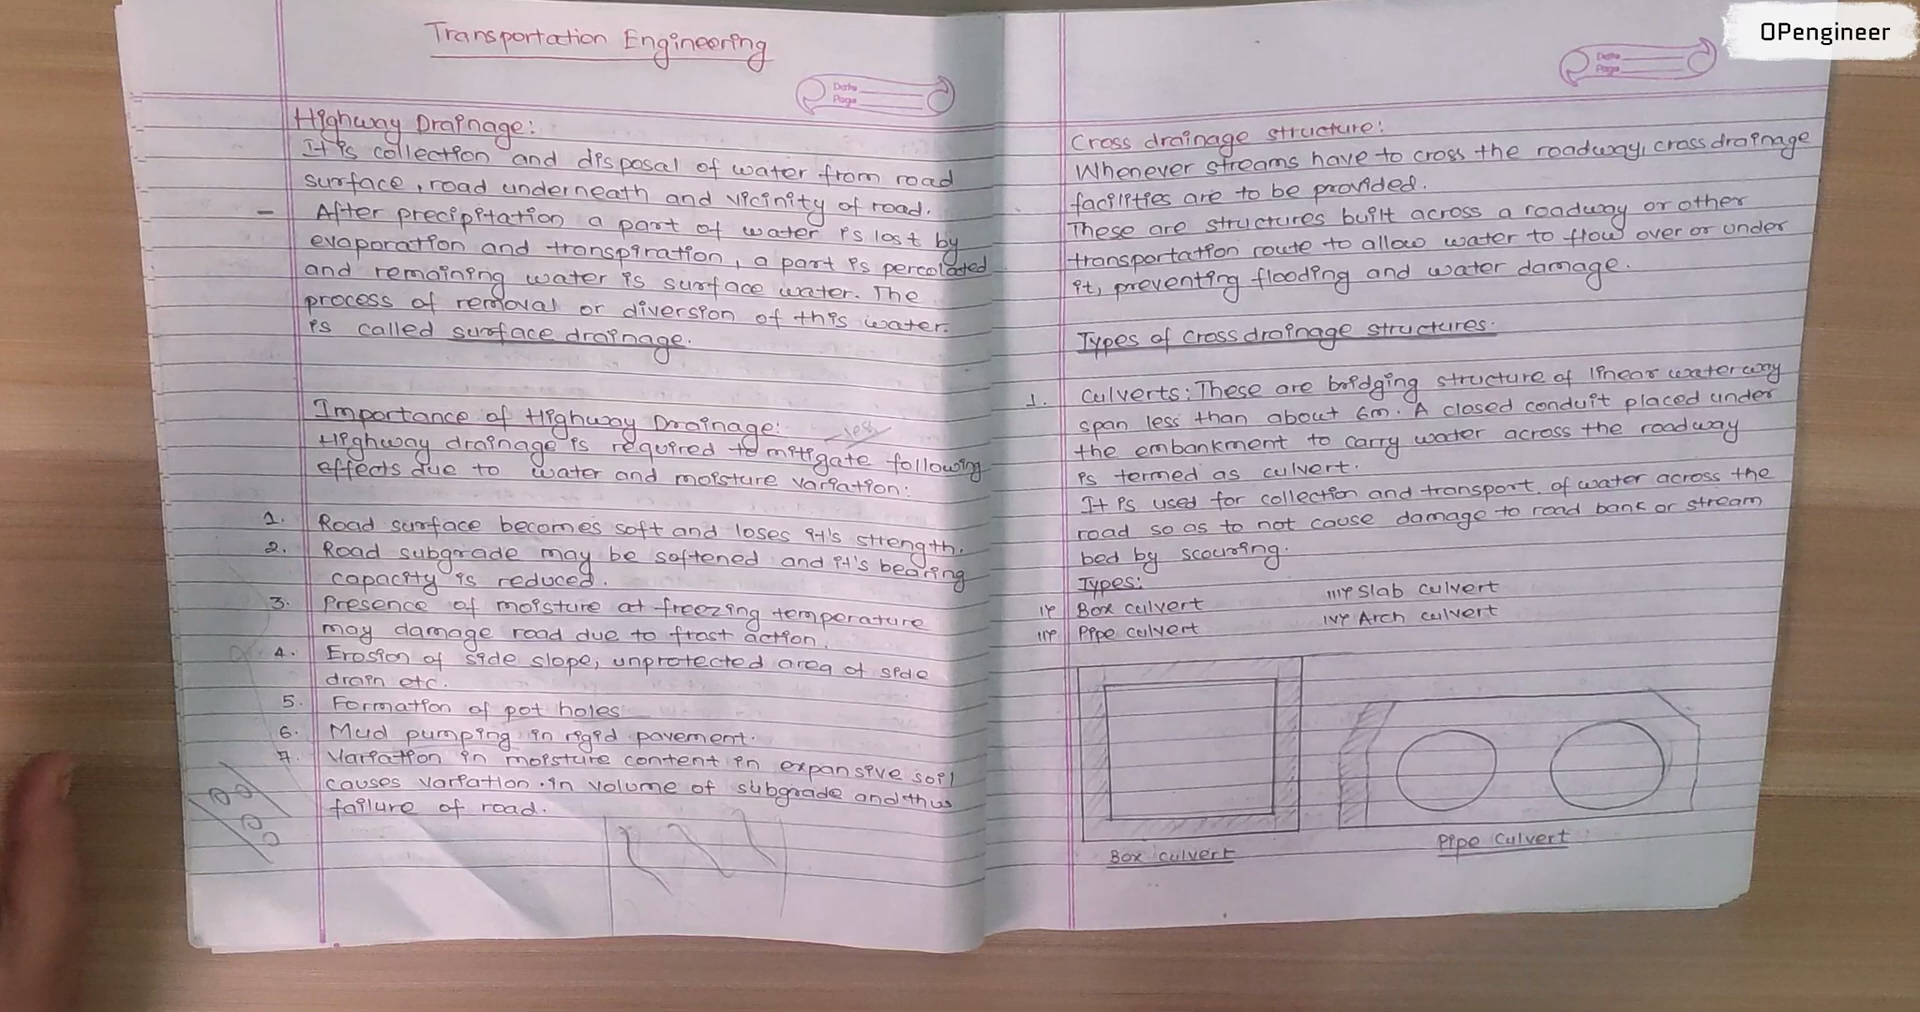 OPengineer
Transportation Engineering
Date
Page
Highway Drainage:
It is collection and disposal of water from road
surface, road underneath and vicinity of road.
- After precipitation a part of water is lost by
evaporation and transpiration, a part is percolated
and remaining water is surface water. The
process of removal or diversion of this water
is called surface drainage.
Importance of Highway Drainage:
Highway drainage is required to mitigate following
effects due to water and moisture variation:
1. Road surface becomes soft and loses it's strength.
2. Road subgrade may be softened and it's bearing
capacity is reduced.
3. Presence of moisture at freezing temperature
may damage road due to frost action.
4. Erosion of side slope, unprotected area of side
drain etc.
5. Formation of pot holes
6. Mud pumping in rigid pavement.
7. Variation in moisture content in expansive soil
causes variation in volume of subgrade and thus
failure of road.
Date
Page
Cross drainage structure:
Whenever streams have to cross the roadway, cross drainage
facilities are to be provided.
These are structures built across a roadway or other
transportation route to allow water to flow over or under
it, preventing flooding and water damage.
Types of Cross drainage structures.
1. Culverts: These are bridging structure of linear waterway
span less than about 6m. A closed conduit placed under
the embankment to carry water across the roadway
is termed as culvert.
It is used for collection and transport of water across the
road so as to not cause damage to road bank or stream
bed by scouring.
Types:
Box culvert
Slab culvert
Pipe culvert
Arch culvert
Box culvert
Pipe Culvert